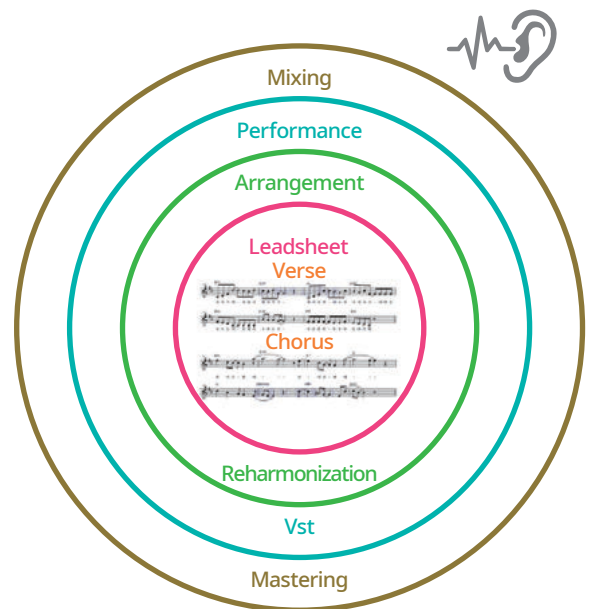 Mixing
Performance
Arrangement
Leadsheet
Verse
Chorus
Reharmonization
Vst
Mastering